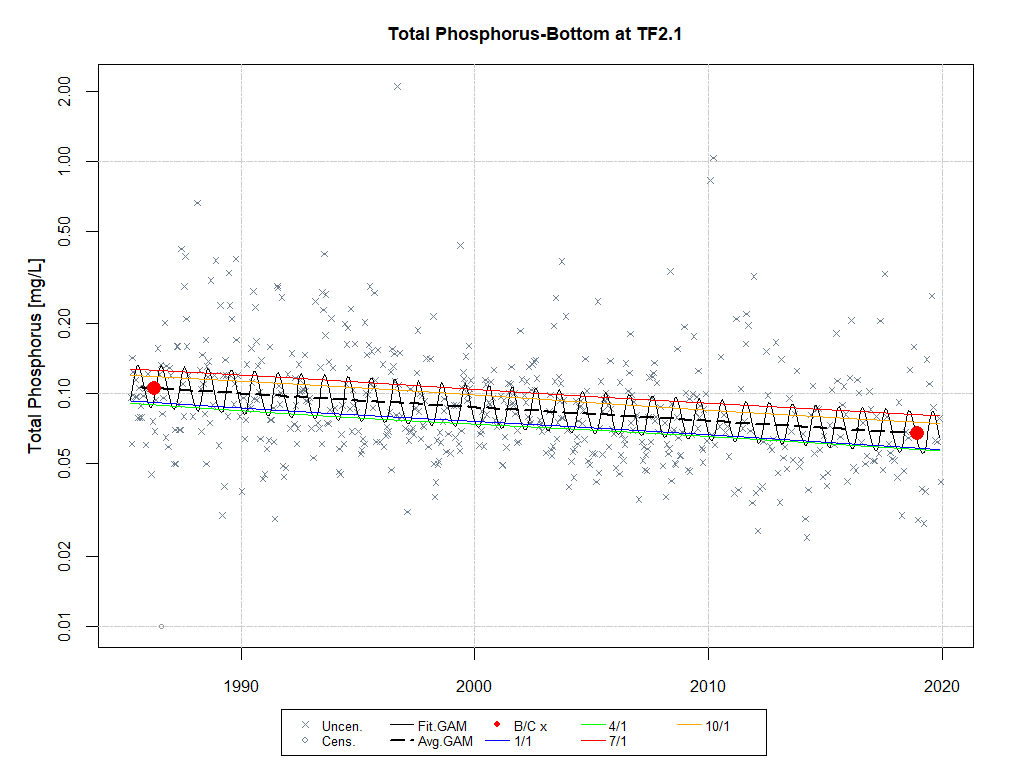 Total Phosphorus-Bottom at TF2.1
Total Phosphorus [mg/L]
2.00
1.00
0.50
0.20
0.10
0.05
0.02
0.01
1990 2000 2010 2020
Uncen. Fit.GAM B/C x 4/1 10/1
Cens. Avg.GAM 1/1 7/1